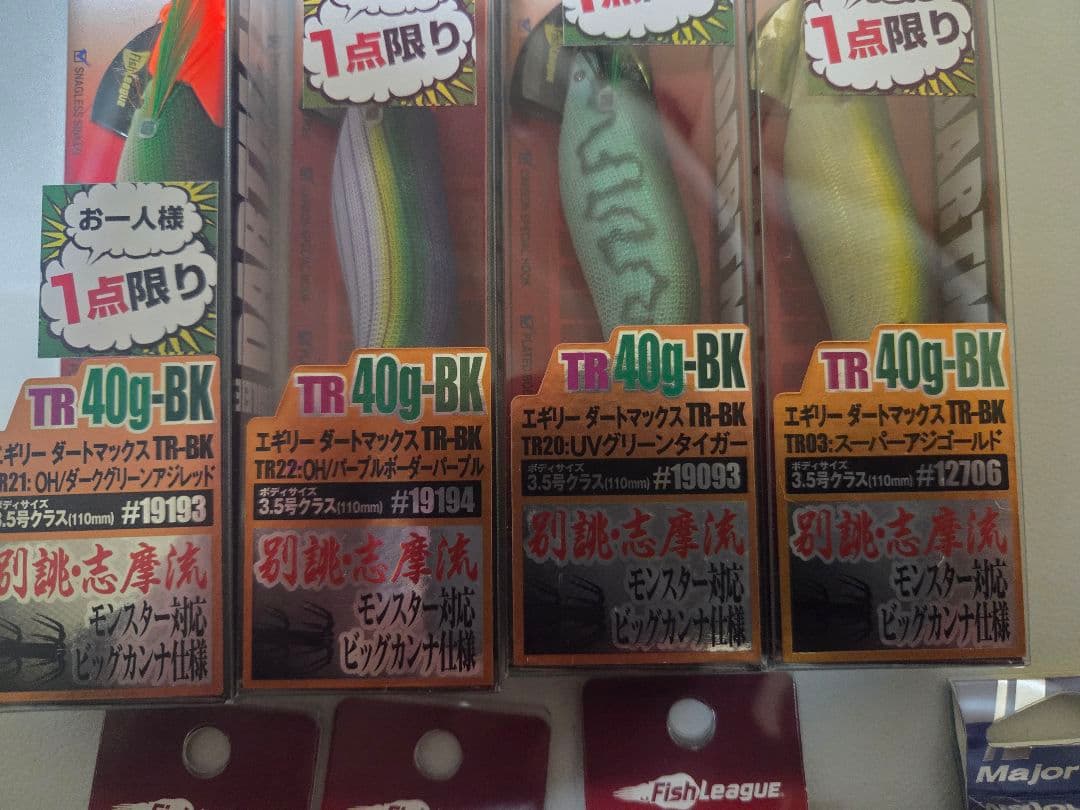 SNAGLESS SINKER
FishLeague
お一人様
1点限り
TR 40g-BK
エギリー ダートマックス TR-BK
TR21: OH/ダークグリーンアジレッド
ボディサイズ
3.5号クラス(110mm) #19193
別誂・志摩流
モンスター対応
ビッグカンナ仕様
1点限り
TR 40g-BK
エギリー ダートマックス TR-BK
TR22:OH/パープルボーダーパープル
ボディサイズ
3.5号クラス(110mm) #19194
別誂・志摩流
モンスター対応
ビッグカンナ仕様
TR 40g-BK
エギリー ダートマックス TR-BK
TR20:UVグリーンタイガー
ボディサイズ
3.5号クラス(110mm) #19093
別誂・志摩流
モンスター対応
ビッグカンナ仕様
1点限り
TR 40g-BK
エギリー ダートマックス TR-BK
TR03:スーパーアジゴールド
ボディサイズ
3.5号クラス(110mm) #12706
別誂・志摩流
モンスター対応
ビッグカンナ仕様
FishLeague
FishLeague
FishLeague
Major